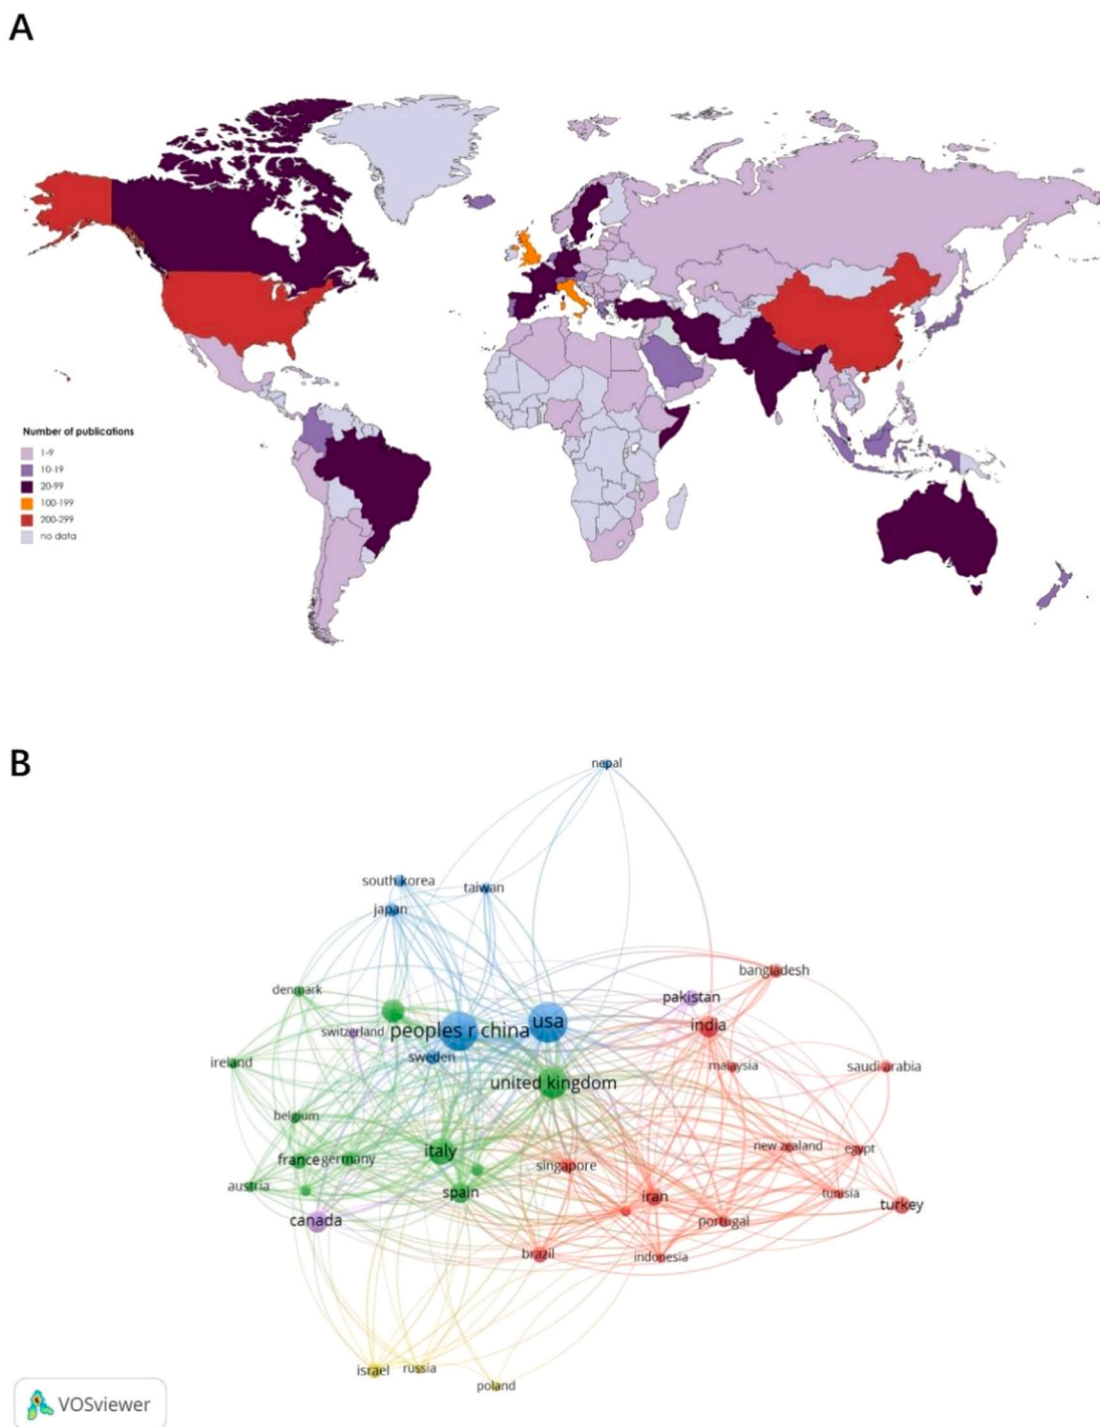 A
Number of publications
1-9
10-19
20-99
100-199
200-299
no data
B
nepal
south korea
taiwan
japan
bangladesh
denmark
pakistan
switzerland
peoples r china
usa
india
sweden
ireland
malaysia
saudi arabia
united kingdom
belgium
france
germany
italy
singapore
new zealand
egypt
austria
spain
iran
tunisia
turkey
canada
portugal
brazil
indonesia
israel
russia
poland
VOSviewer